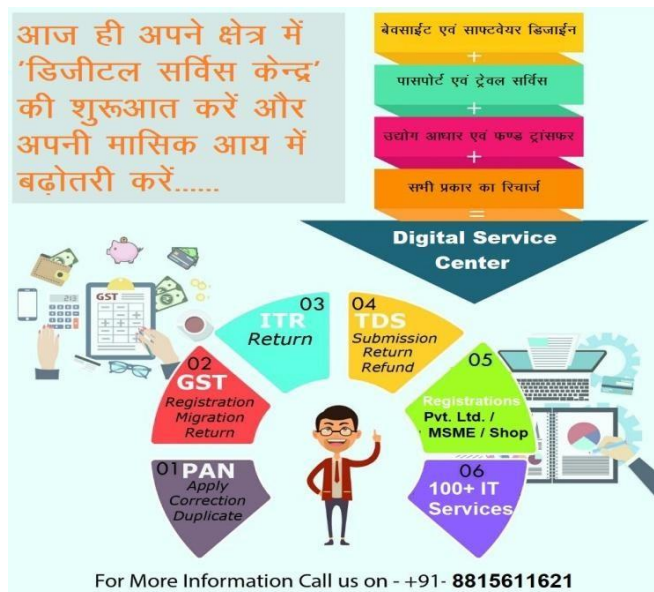 आज ही अपने क्षेत्र में
'डिजीटल सर्विस केन्द्र'
की शुरूआत करें और
अपनी मासिक आय में
बढ़ोतरी करें......
बेवसाईट एवं साफ्टवेयर डिजाईन
+
पासपोर्ट एवं ट्रेवल सर्विस
+
उद्योग आधार एवं फण्ड ट्रांसफर
+
सभी प्रकार का रिचार्ज
=
Digital Service
Center
01 PAN
Apply
Correction
Duplicate
02
GST
Registration
Migration
Return
03
ITR
Return
04
TDS
Submission
Return
Refund
05
Registrations
Pvt. Ltd. /
MSME / Shop
06
100+ IT
Services
GST
For More Information Call us on - +91- 8815611621